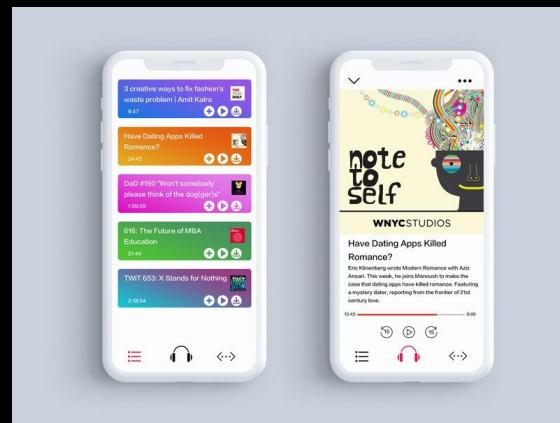 3 creative ways to fix fashion's
waste problem | Amit Kalra
9:47
Have Dating Apps Killed
Romance?
24:43
DaD #160 "Won't somebody
please think of the dog(ger)s"
1:59:05
616: The Future of MBA
Education
21:44
TWiT 653: X Stands for Nothing
2:18:54
note
to
self
WNYCSTUDIOS
Have Dating Apps Killed
Romance?
Eric Klinenberg wrote Modern Romance with Aziz
Ansari. This week, he joins Manoush to make the
case that dating apps have killed romance. Featuring
a mystery dater, reporting from the frontier of 21st
century love.
15:43
9:00
15
15